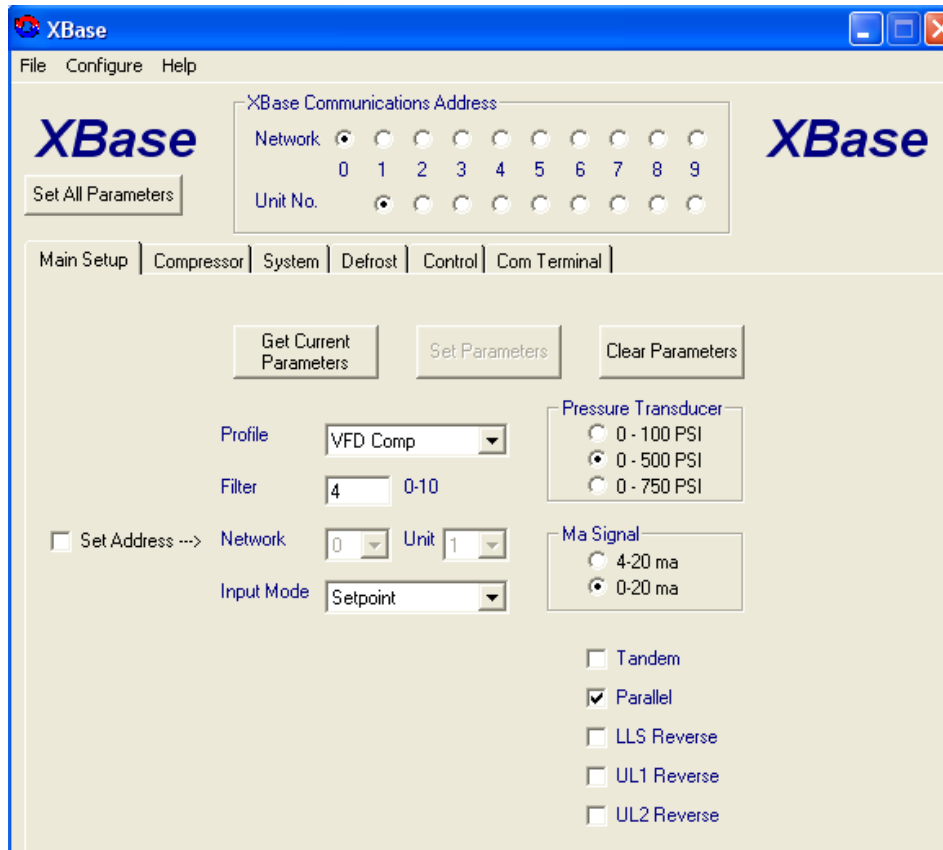 XBase
File Configure Help
XBase Communications Address
XBase
XBase
Network
0 1 2 3 4 5 6 7 8 9
Set All Parameters
Unit No.
Main Setup Compressor System Defrost Control Com Terminal
Get Current
Parameters
Set Parameters
Clear Parameters
Pressure Transducer
Profile VFD Comp
0 - 100 PSI
0 - 500 PSI
0 - 750 PSI
Filter 4 0-10
Set Address ---> Network 0 Unit 1
Ma Signal
4-20 ma
0-20 ma
Input Mode Setpoint
Tandem
Parallel
LLS Reverse
UL1 Reverse
UL2 Reverse